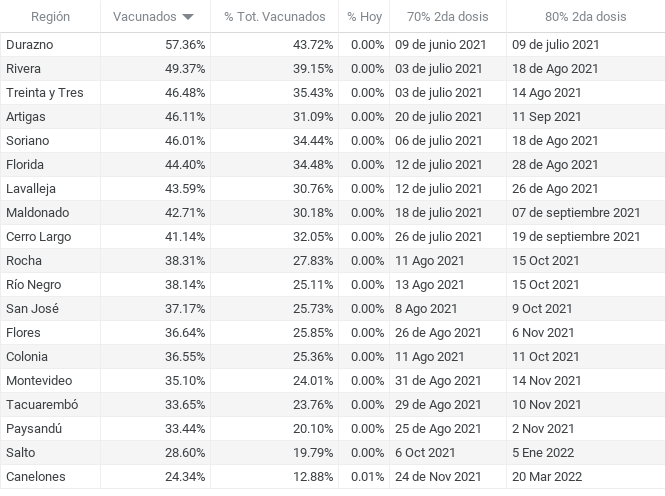 Región Vacunados % Tot. Vacunados % Hoy 70% 2da dosis 80% 2da dosis
Durazno 57.36% 43.72% 0.00% 09 de junio 2021 09 de julio 2021
Rivera 49.37% 39.15% 0.00% 03 de julio 2021 18 de Ago 2021
Treinta y Tres 46.48% 35.43% 0.00% 03 de julio 2021 14 Ago 2021
Artigas 46.11% 31.09% 0.00% 20 de julio 2021 11 Sep 2021
Soriano 46.01% 34.44% 0.00% 06 de julio 2021 18 de Ago 2021
Florida 44.40% 34.48% 0.00% 12 de julio 2021 28 de Ago 2021
Lavalleja 43.59% 30.76% 0.00% 12 de julio 2021 26 de Ago 2021
Maldonado 42.71% 30.18% 0.00% 18 de julio 2021 07 de septiembre 2021
Cerro Largo 41.14% 32.05% 0.00% 26 de julio 2021 19 de septiembre 2021
Rocha 38.31% 27.83% 0.00% 11 Ago 2021 15 Oct 2021
Río Negro 38.14% 25.11% 0.00% 13 Ago 2021 15 Oct 2021
San José 37.17% 25.73% 0.00% 8 Ago 2021 9 Oct 2021
Flores 36.64% 25.85% 0.00% 26 de Ago 2021 6 Nov 2021
Colonia 36.55% 25.36% 0.00% 11 Ago 2021 11 Oct 2021
Montevideo 35.10% 24.01% 0.00% 31 de Ago 2021 14 Nov 2021
Tacuarembó 33.65% 23.76% 0.00% 29 de Ago 2021 10 Nov 2021
Paysandú 33.44% 20.10% 0.00% 25 de Ago 2021 2 Nov 2021
Salto 28.60% 19.79% 0.00% 6 Oct 2021 5 Ene 2022
Canelones 24.34% 12.88% 0.01% 24 de Nov 2021 20 Mar 2022